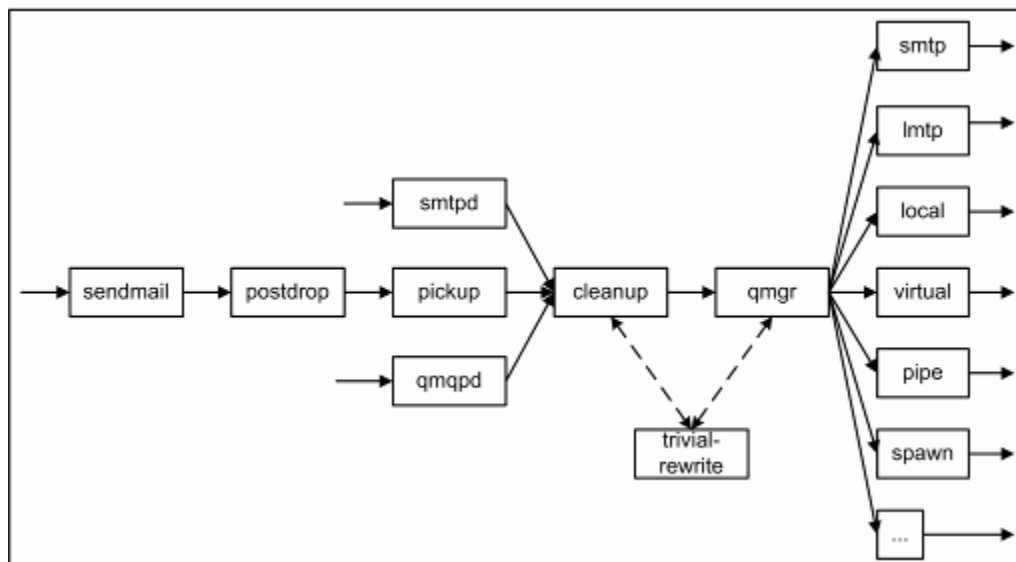 smtp
lmtp
smtpd
local
sendmail
postdrop
pickup
cleanup
qmgr
virtual
qmqpd
pipe
trivial-
rewrite
spawn
...